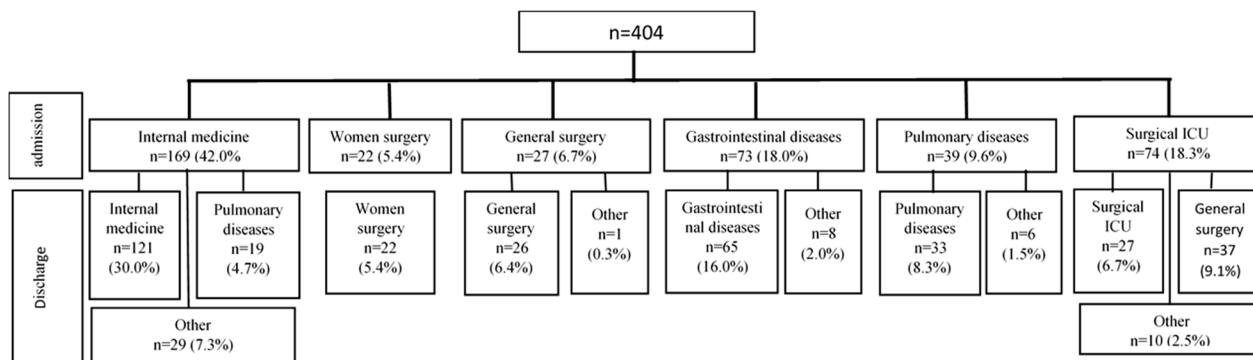 n=404
admission
Internal medicine
n=169 (42.0%
Women surgery
n=22 (5.4%)
General surgery
n=27 (6.7%)
Gastrointestinal diseases
n=73 (18.0%)
Pulmonary diseases
n=39 (9.6%)
Surgical ICU
n=74 (18.3%
Discharge
Internal
medicine
n=121
(30.0%)
Pulmonary
diseases
n=19
(4.7%)
Women
surgery
n=22
(5.4%)
General
surgery
n=26
(6.4%)
Other
n=1
(0.3%)
Gastrointesti
nal diseases
n=65
(16.0%)
Other
n=8
(2.0%)
Pulmonary
diseases
n=33
(8.3%)
Other
n=6
(1.5%)
Surgical
ICU
n=27
(6.7%)
General
surgery
n=37
(9.1%)
Other
n=29 (7.3%)
Other
n=10 (2.5%)